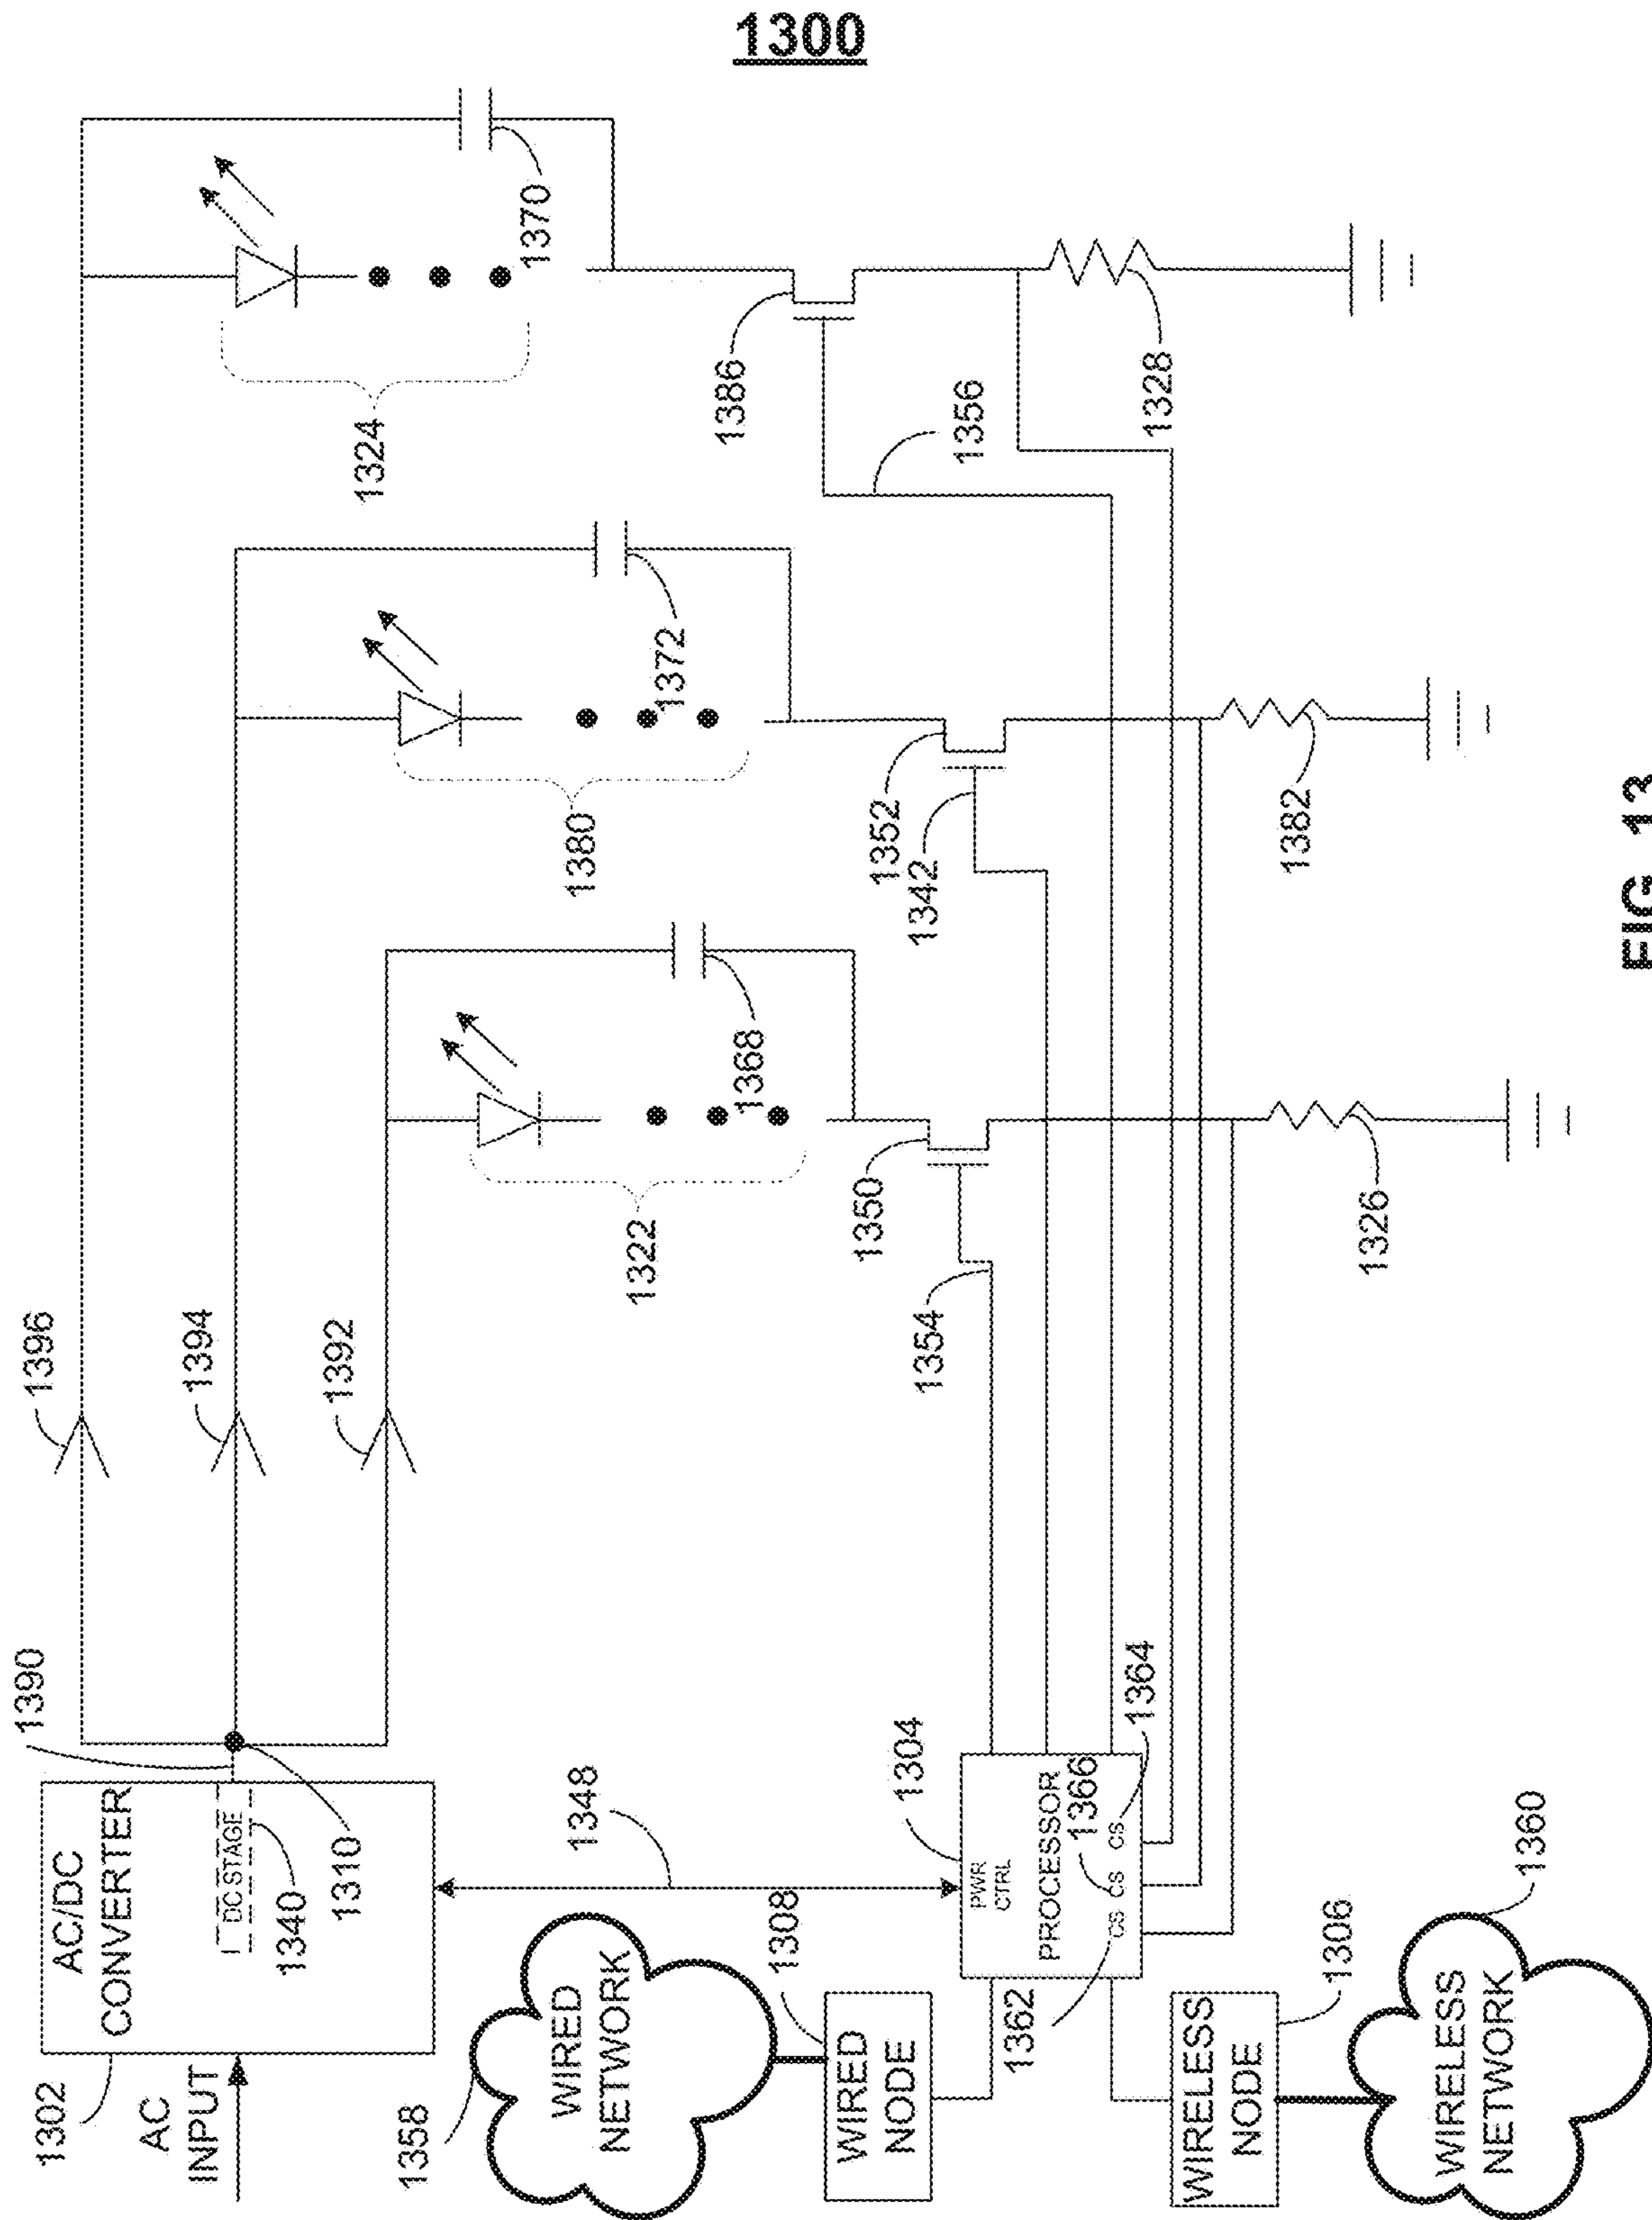 1300
1396
1394
1392
1390
1302
AC/DC
CONVERTER
AC
INPUT
DC STAGE
1340
1310
1324
1370
1380
1372
1322
1368
1386
1356
1328
1352
1342
1382
1350
1354
1326
1348
1358
WIRED
NETWORK
1308
WIRED
NODE
1304
PWR
CTRL
PROCESSOR
1366
1364
CS
CS
CS
1362
WIRELESS
NODE
1306
WIRELESS
NETWORK
1360
FIG. 13